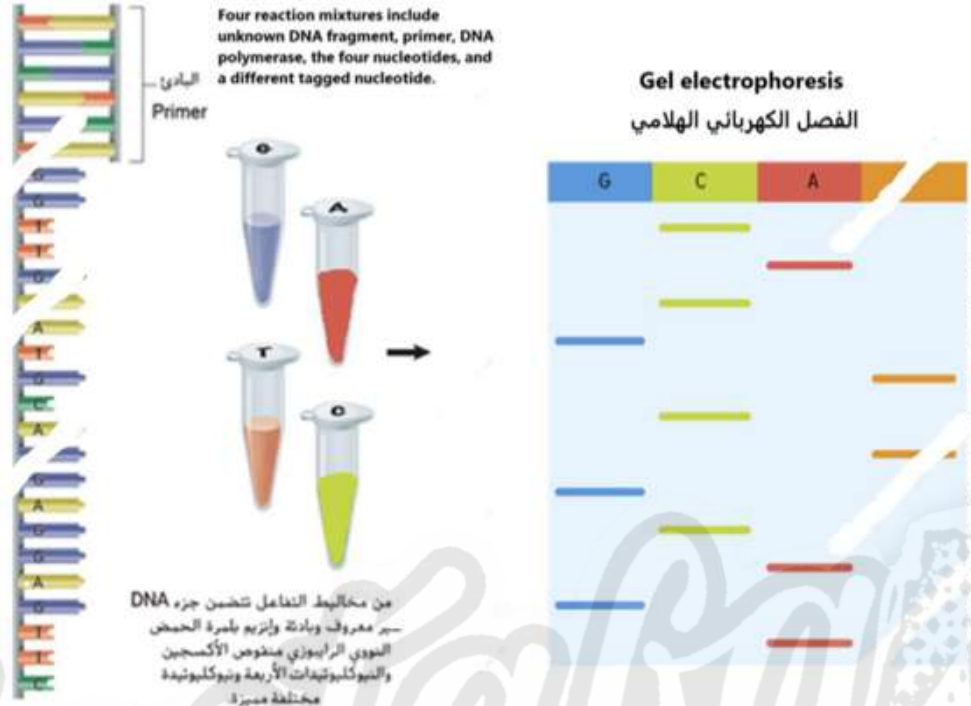 Four reaction mixtures include
unknown DNA fragment, primer, DNA
polymerase, the four nucleotides, and
a different tagged nucleotide.
البادئ
Primer
Gel electrophoresis
الفصل الكهربائي الهلامي
G C A
G
A
T
C
G
G
T
T
G
A
T
G
C
A
G
A
G
G
A
G
T
T
C
من مخاليط التفاعل تتضمن جزء DNA
ـير معروف وبادئة وإنزيم بلمرة الحمض
النووي الرايبوزي منقوص الأكسجين
والنيوكليوتيدات الأربعة ونيوكليوتيدة
مختلفة مميزة.